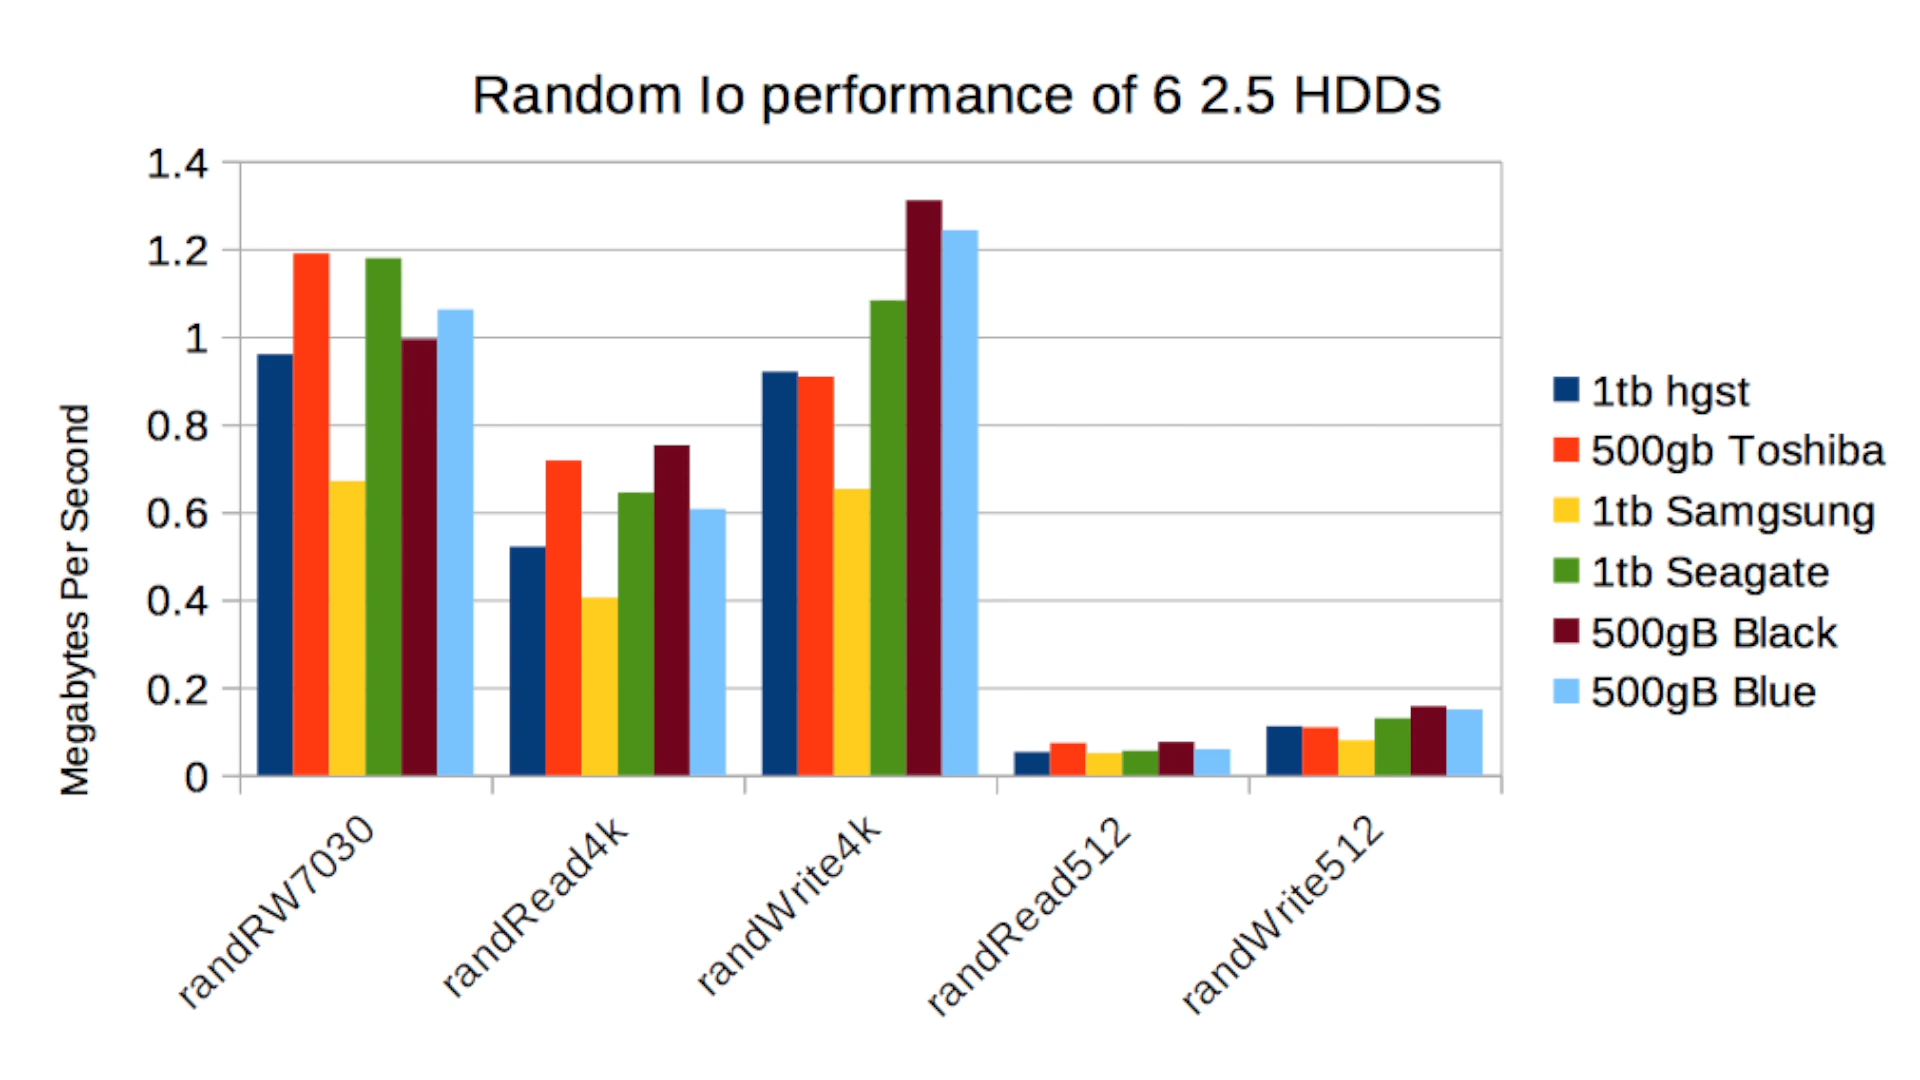 Random Io performance of 6 2.5 HDDs
Megabytes Per Second
1.4
1.2
1
0.8
0.6
0.4
0.2
0
randRW7030
randRead4k
randWrite4k
randRead512
randWrite512
1tb hgst
500gb Toshiba
1tb Samgsung
1tb Seagate
500gB Black
500gB Blue